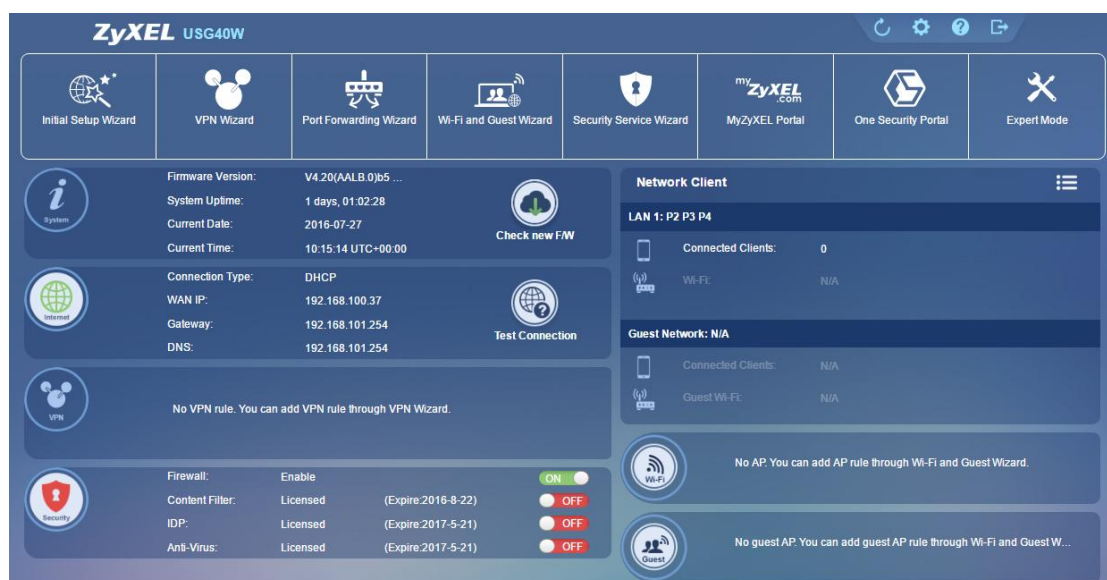 ZyXEL USG40W
Initial Setup Wizard
VPN Wizard
Port Forwarding Wizard
Wi-Fi and Guest Wizard
Security Service Wizard
myZyXEL.com
MyZyXEL Portal
One Security Portal
Expert Mode
System
Firmware Version: V4.20(AALB.0)b5 ...
System Uptime: 1 days, 01:02:28
Current Date: 2016-07-27
Current Time: 10:15:14 UTC+00:00
Check new F/W
Internet
Connection Type: DHCP
WAN IP: 192.168.100.37
Gateway: 192.168.101.254
DNS: 192.168.101.254
Test Connection
VPN
No VPN rule. You can add VPN rule through VPN Wizard.
Security
Firewall: Enable ON
Content Filter: Licensed (Expire:2016-8-22) OFF
IDP: Licensed (Expire:2017-5-21) OFF
Anti-Virus: Licensed (Expire:2017-5-21) OFF
Network Client
LAN 1: P2 P3 P4
Connected Clients: 0
Wi-Fi: N/A
Guest Network: N/A
Connected Clients: N/A
Guest Wi-Fi: N/A
Wi-Fi
No AP. You can add AP rule through Wi-Fi and Guest Wizard.
Guest
No guest AP. You can add guest AP rule through Wi-Fi and Guest W...